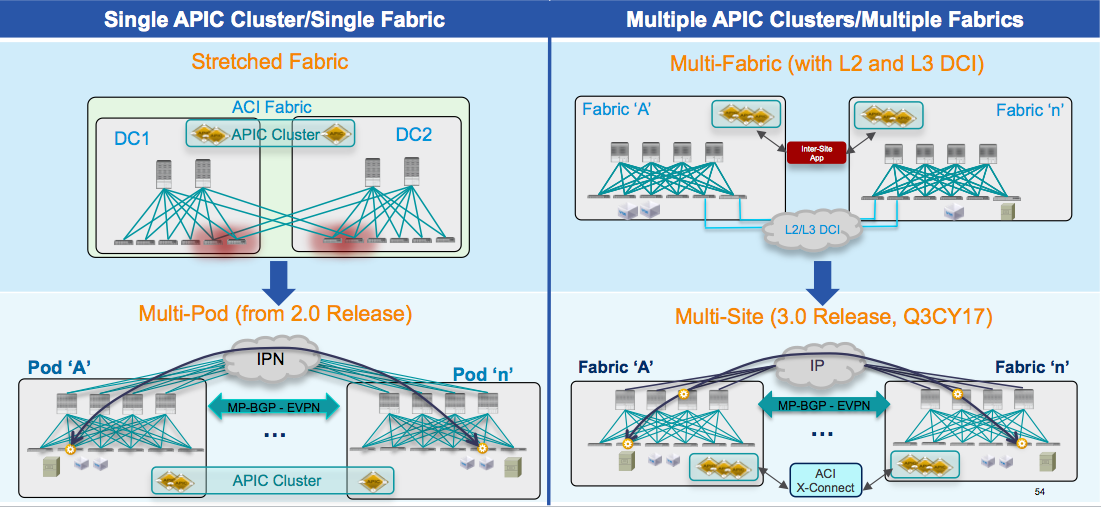 Single APIC Cluster/Single Fabric
Multiple APIC Clusters/Multiple Fabrics
Stretched Fabric
ACI Fabric
DC1
APIC Cluster
DC2
Multi-Fabric (with L2 and L3 DCI)
Fabric ‘A’
Fabric ‘n’
Inter-Site
App
L2/L3 DCI
Multi-Pod (from 2.0 Release)
IPN
Pod ‘A’
Pod ‘n’
MP-BGP - EVPN
...
APIC Cluster
APIC
Multi-Site (3.0 Release, Q3CY17)
IP
Fabric ‘A’
Fabric ‘n’
MP-BGP - EVPN
...
ACI
X-Connect
54